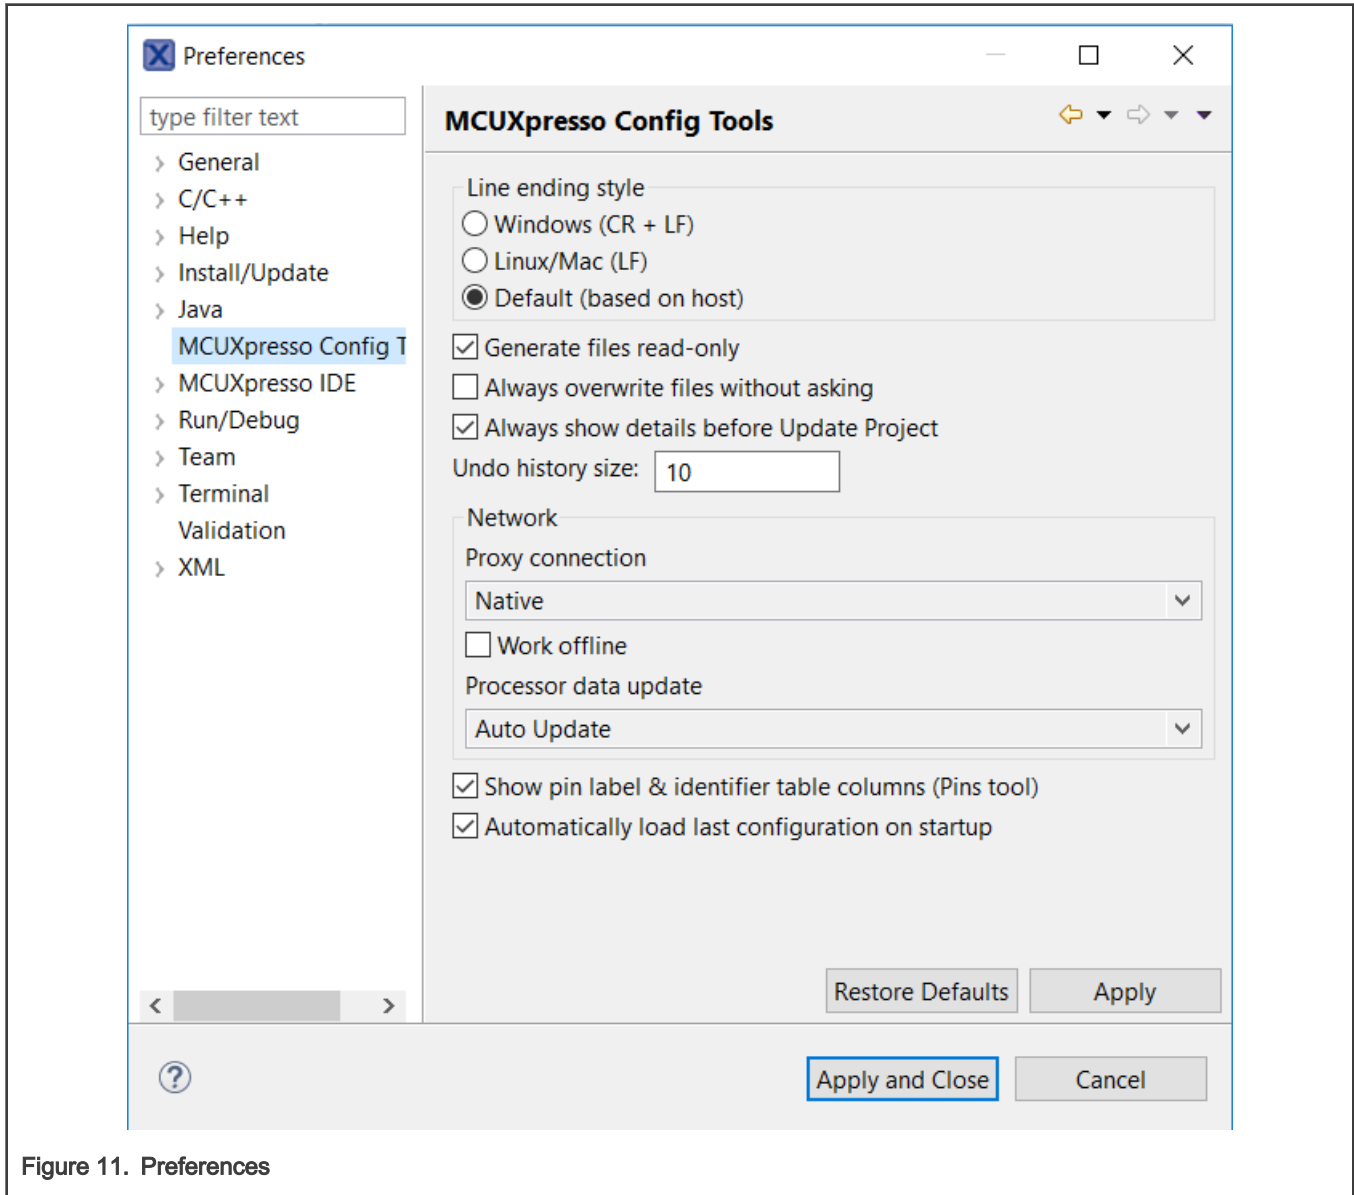 Preferences
type filter text
General
C/C++
Help
Install/Update
Java
MCUXpresso Config T
MCUXpresso IDE
Run/Debug
Team
Terminal
Validation
XML
MCUXpresso Config Tools
Line ending style
Windows (CR + LF)
Linux/Mac (LF)
Default (based on host)
Generate files read-only
Always overwrite files without asking
Always show details before Update Project
Undo history size: 10
Network
Proxy connection
Native
Work offline
Processor data update
Auto Update
Show pin label & identifier table columns (Pins tool)
Automatically load last configuration on startup
Restore Defaults Apply
Apply and Close Cancel
Figure 11. Preferences